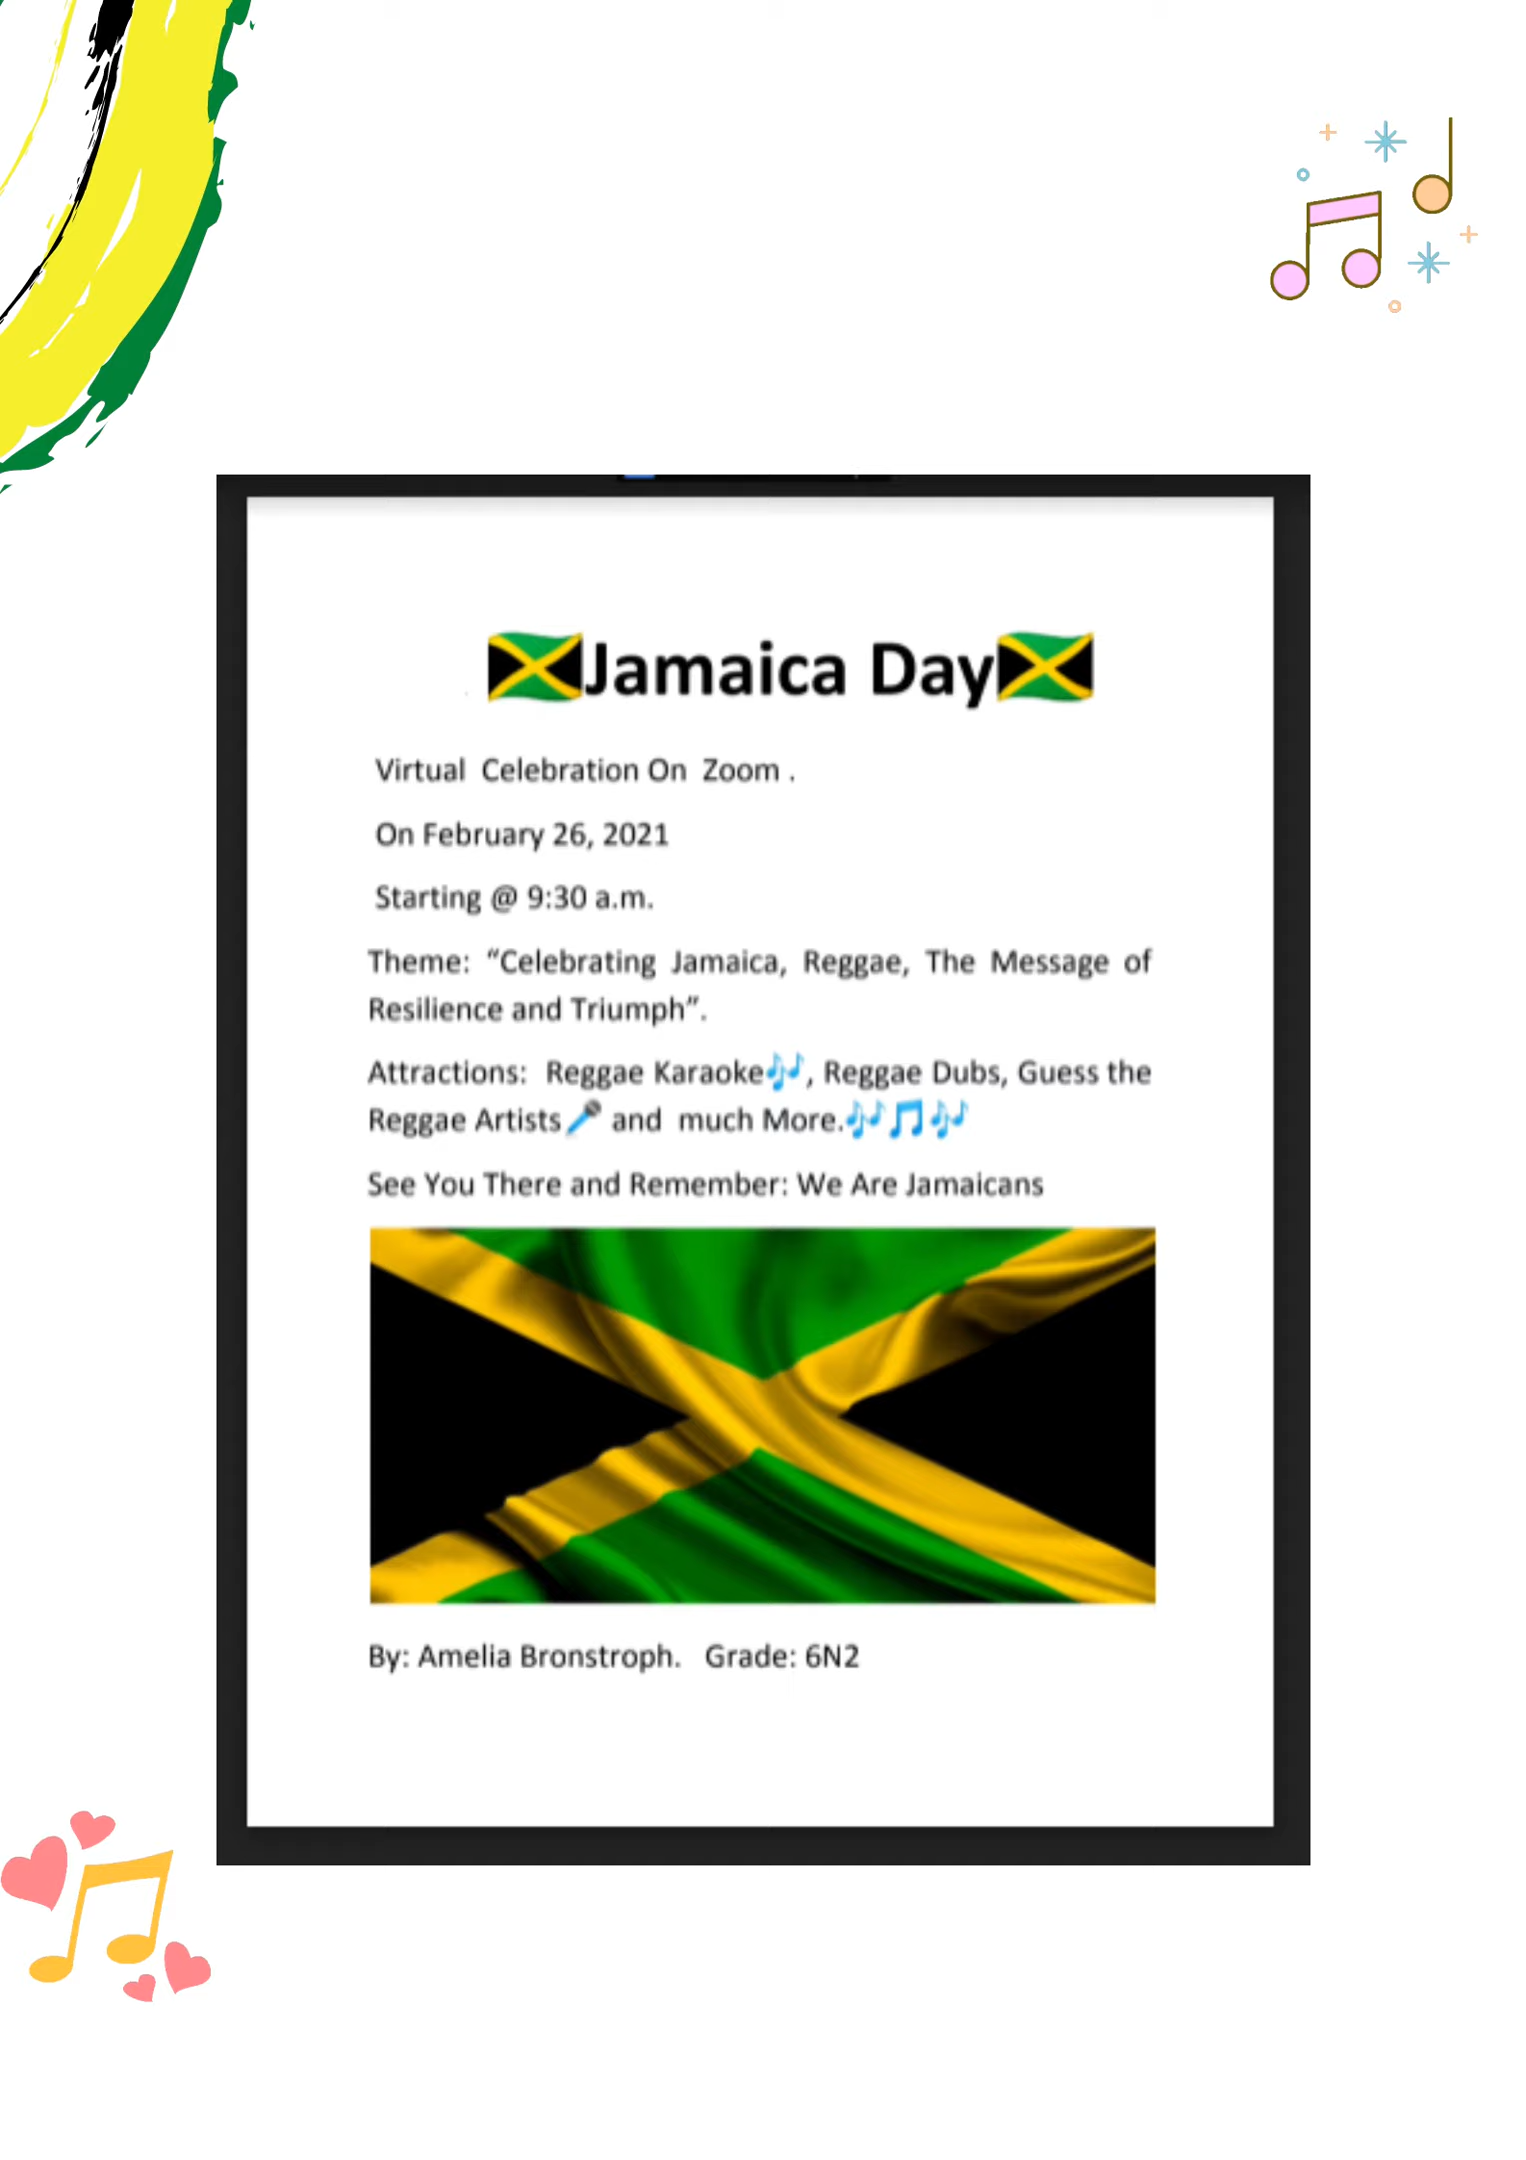 🇯🇲Jamaica Day🇯🇲
Virtual Celebration On Zoom .
On February 26, 2021
Starting @ 9:30 a.m.
Theme: “Celebrating Jamaica, Reggae, The Message of
Resilience and Triumph”.
Attractions: Reggae Karaoke🎶, Reggae Dubs, Guess the
Reggae Artists🎤 and much More.🎶🎵🎶
See You There and Remember: We Are Jamaicans
By: Amelia Bronstroph. Grade: 6N2